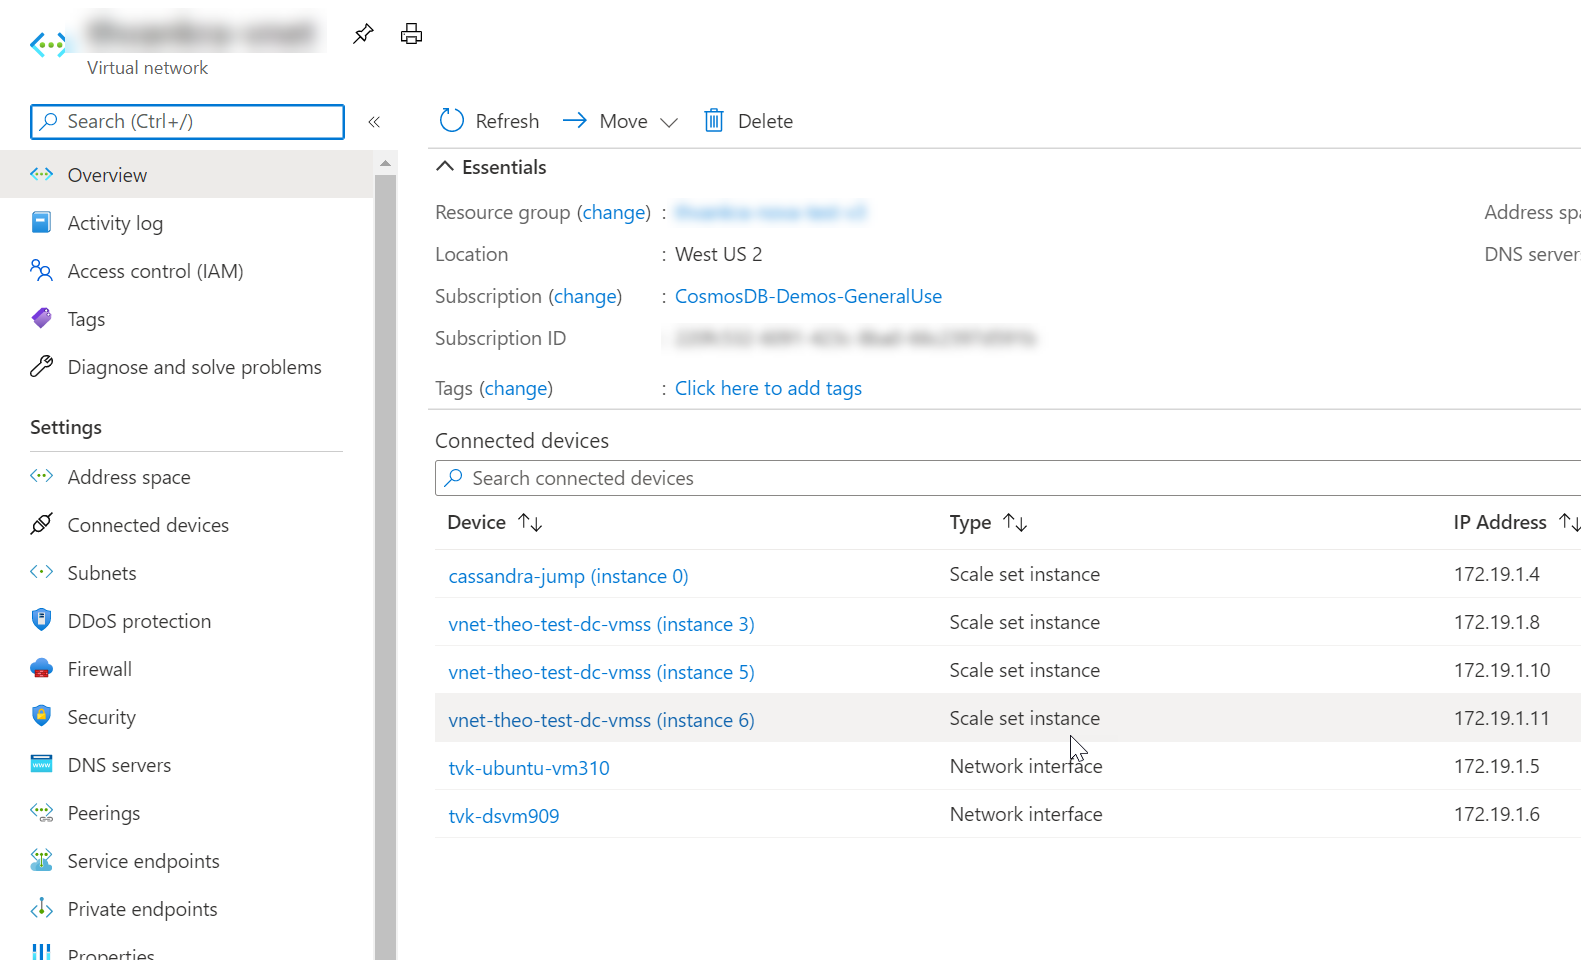 Virtual network
Search (Ctrl+/)
«
Overview
Activity log
Access control (IAM)
Tags
Diagnose and solve problems
Settings
Address space
Connected devices
Subnets
DDoS protection
Firewall
Security
DNS servers
Peerings
Service endpoints
Private endpoints
Properties
Refresh Move Delete
Essentials
Resource group (change) :
Address spa
Location : West US 2
DNS server
Subscription (change) : CosmosDB-Demos-GeneralUse
Subscription ID
Tags (change) : Click here to add tags
Connected devices
Search connected devices
Device Type IP Address
cassandra-jump (instance 0) Scale set instance 172.19.1.4
vnet-theo-test-dc-vmss (instance 3) Scale set instance 172.19.1.8
vnet-theo-test-dc-vmss (instance 5) Scale set instance 172.19.1.10
vnet-theo-test-dc-vmss (instance 6) Scale set instance 172.19.1.11
tvk-ubuntu-vm310 Network interface 172.19.1.5
tvk-dsvm909 Network interface 172.19.1.6